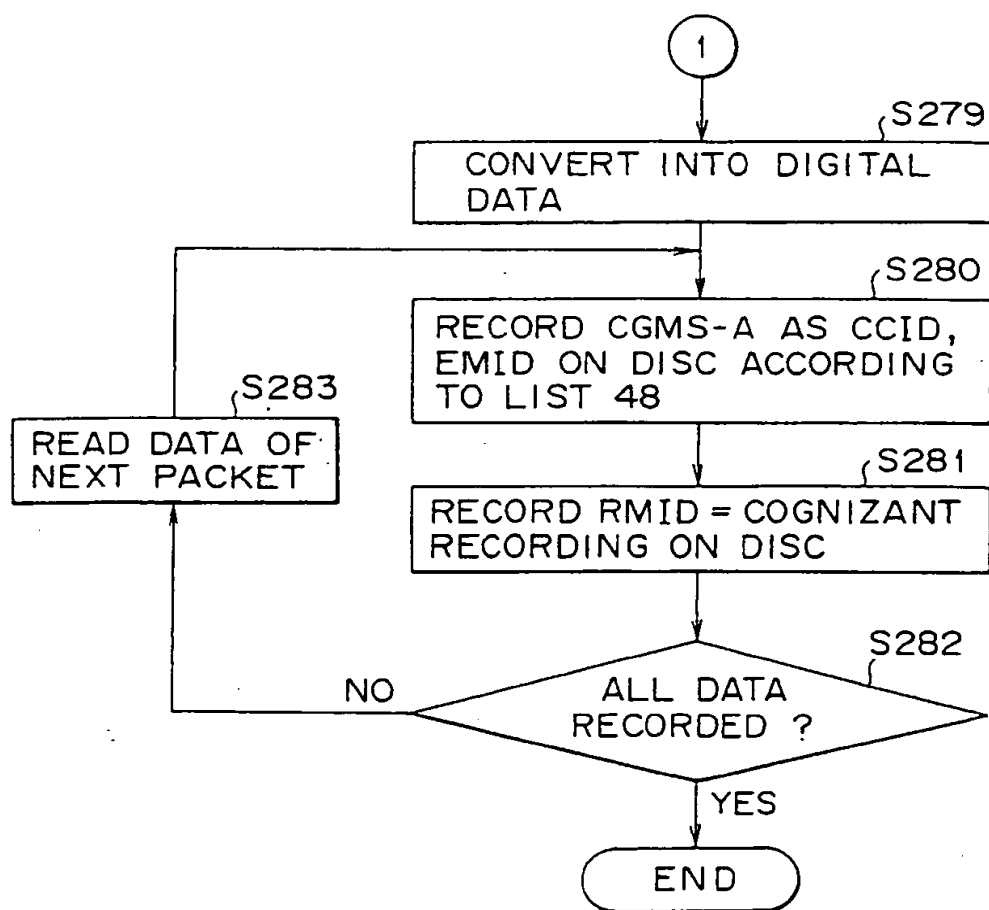 1
S279
CONVERT INTO DIGITAL
DATA
S280
RECORD CGMS-A AS CCID,
EMID ON DISC ACCORDING
TO LIST 48
S283
READ DATA OF
NEXT PACKET
S281
RECORD RMID = COGNIZANT
RECORDING ON DISC
S282
NO
ALL DATA
RECORDED ?
YES
END